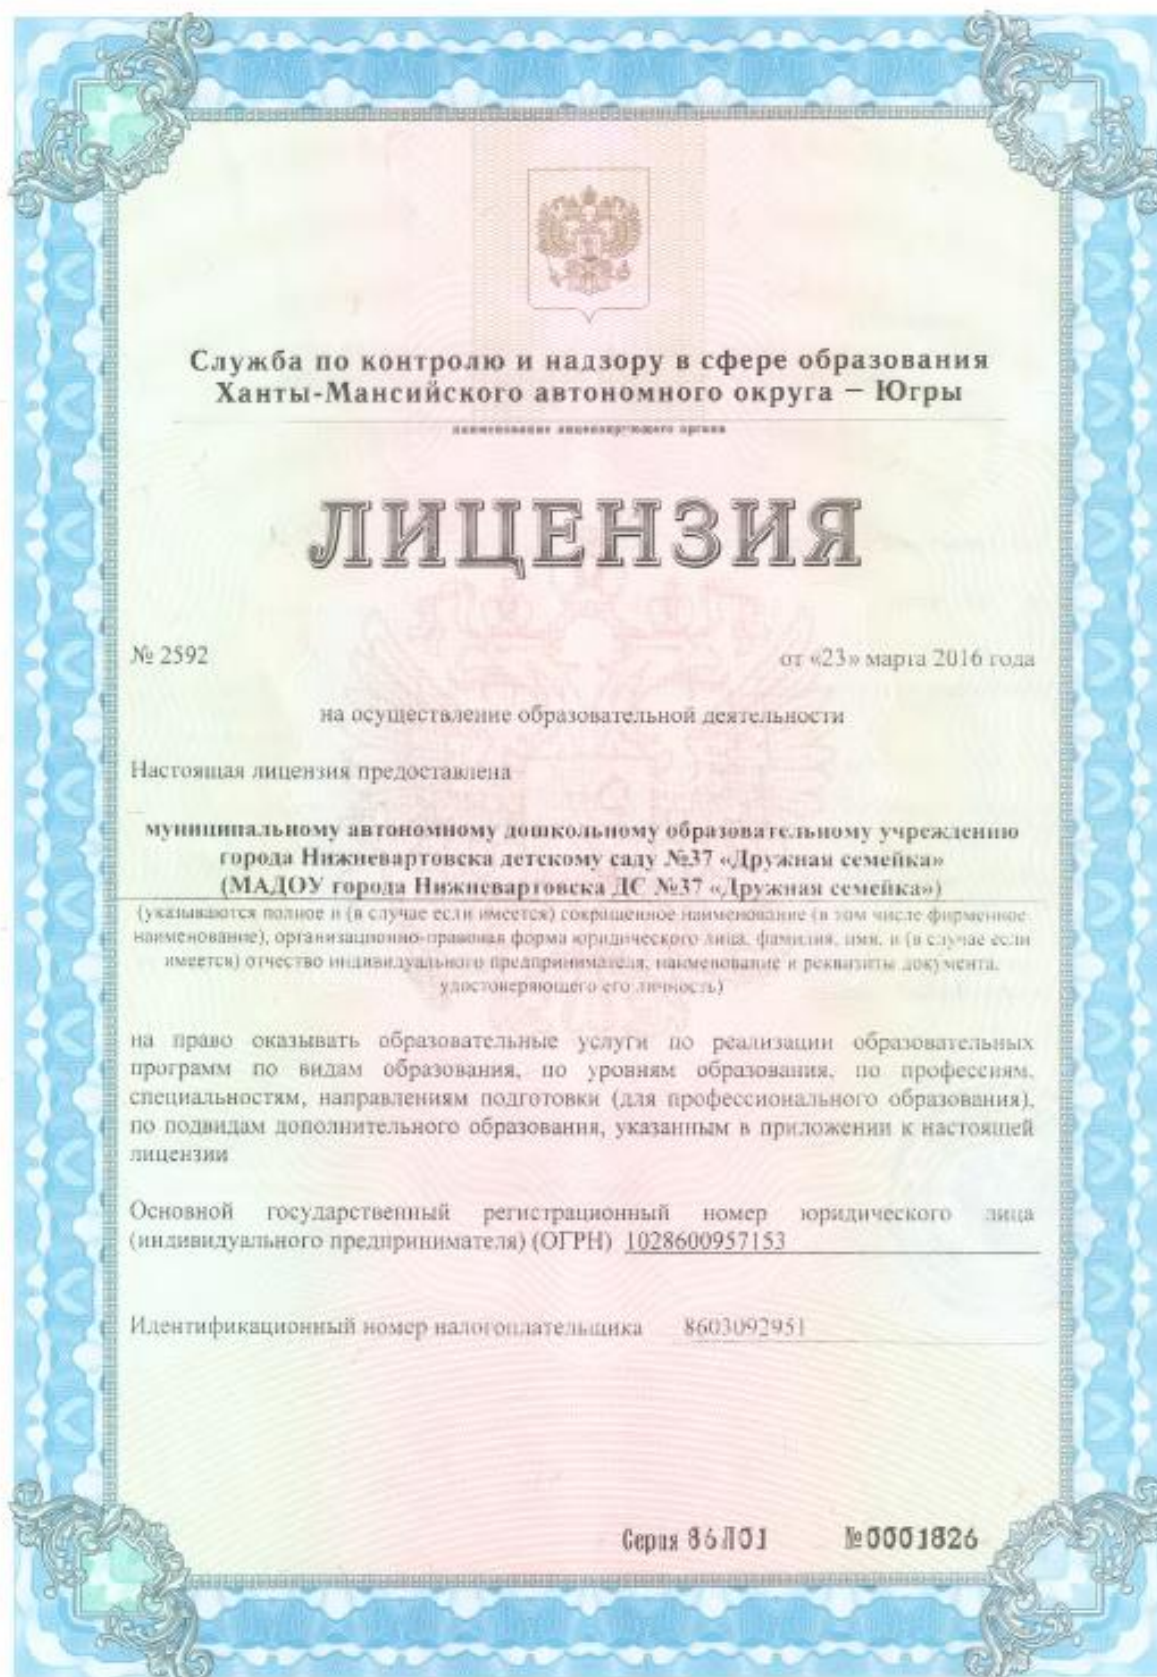 Служба по контролю и надзору в сфере образования
Ханты-Мансийского автономного округа — Югры
наименование лицензирующего органа
ЛИЦЕНЗИЯ
№ 2592
от «23» марта 2016 года
на осуществление образовательной деятельности
Настоящая лицензия предоставлена
муниципальному автономному дошкольному образовательному учреждению
города Нижневартовска детскому саду №37 «Дружная семейка»
(МАДОУ города Нижневартовска ДС №37 «Дружная семейка»)
(указываются полное и (в случае если имеется) сокращенное наименование (в том числе фирменное
наименование), организационно-правовая форма юридического лица, фамилия, имя, и (в случае если
имеется) отчество индивидуального предпринимателя, наименование и реквизиты документа,
удостоверяющего его личность)
на право оказывать образовательные услуги по реализации образовательных
программ по видам образования, по уровням образования, по профессиям,
специальностям, направлениям подготовки (для профессионального образования),
по подвидам дополнительного образования, указанным в приложении к настоящей
лицензии
Основной государственный регистрационный номер юридического лица
(индивидуального предпринимателя) (ОГРН) 1028600957153
Идентификационный номер налогоплательщика 8603092951
Серия 86Л01 №0001826